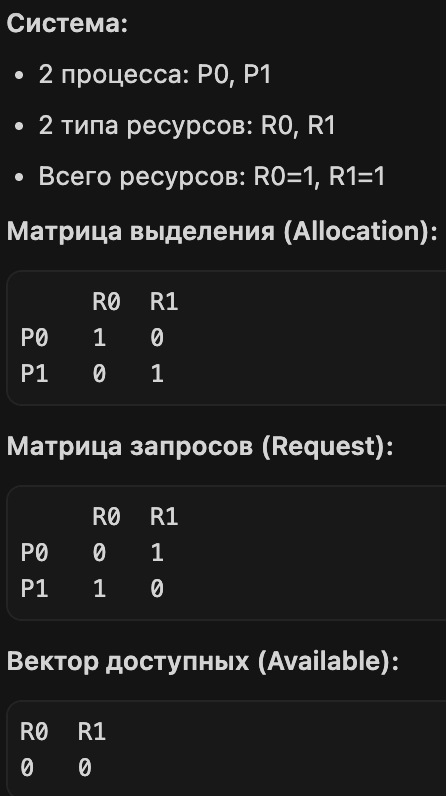 Система:
• 2 процесса: P0, P1
• 2 типа ресурсов: R0, R1
• Всего ресурсов: R0=1, R1=1
Матрица выделения (Allocation):
R0 R1
P0 1 0
P1 0 1
Матрица запросов (Request):
R0 R1
P0 0 1
P1 1 0
Вектор доступных (Available):
R0 R1
0 0